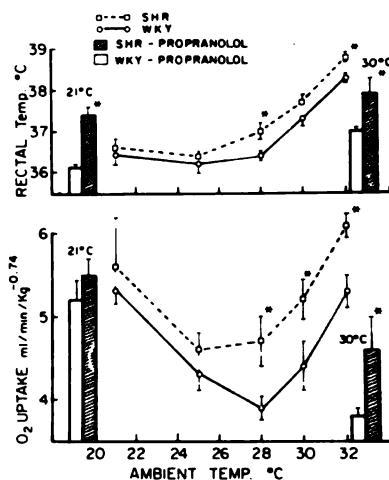 SHR
WKY
SHR - PROPRANOLOL
WKY - PROPRANOLOL
RECTAL Temp. °C
39
38
37
36
21°C
*
*
*
30°C
*
O2 UPTAKE ml/min/Kg-0.74
6
5
4
21°C
*
*
*
30°C
*
20 22 24 26 28 30 32
AMBIENT TEMP. °C